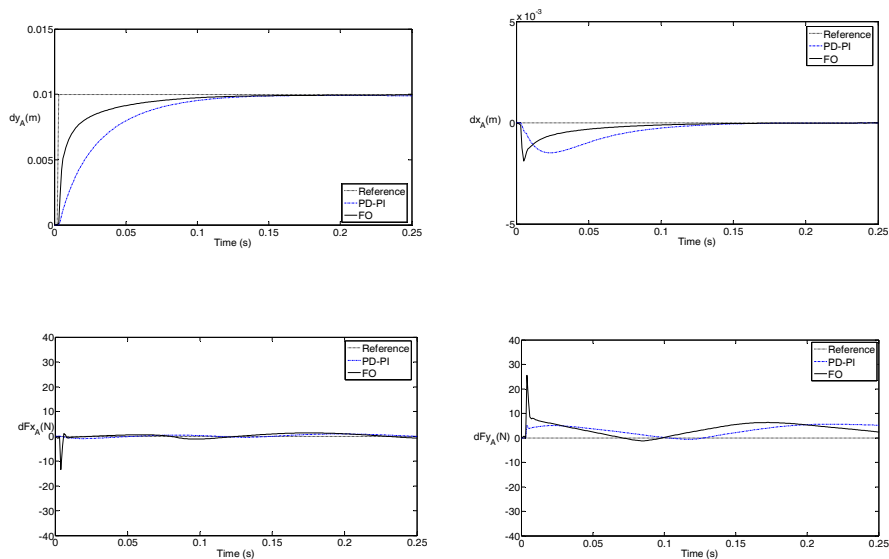 0.015
0.01
dy_A(m)
0.005
0
Reference
PD-PI
FO
0 0.05 0.1 0.15 0.2 0.25
Time (s)
5 x 10^-3
Reference
PD-PI
FO
dx_A(m)
0
-5
0 0.05 0.1 0.15 0.2 0.25
Time (s)
40
30
20
10
dFx_A(N)
0
-10
-20
-30
-40
Reference
PD-PI
FO
0 0.05 0.1 0.15 0.2 0.25
Time (s)
40
30
20
10
dFy_A(N)
0
-10
-20
-30
-40
Reference
PD-PI
FO
0 0.05 0.1 0.15 0.2 0.25
Time (s)